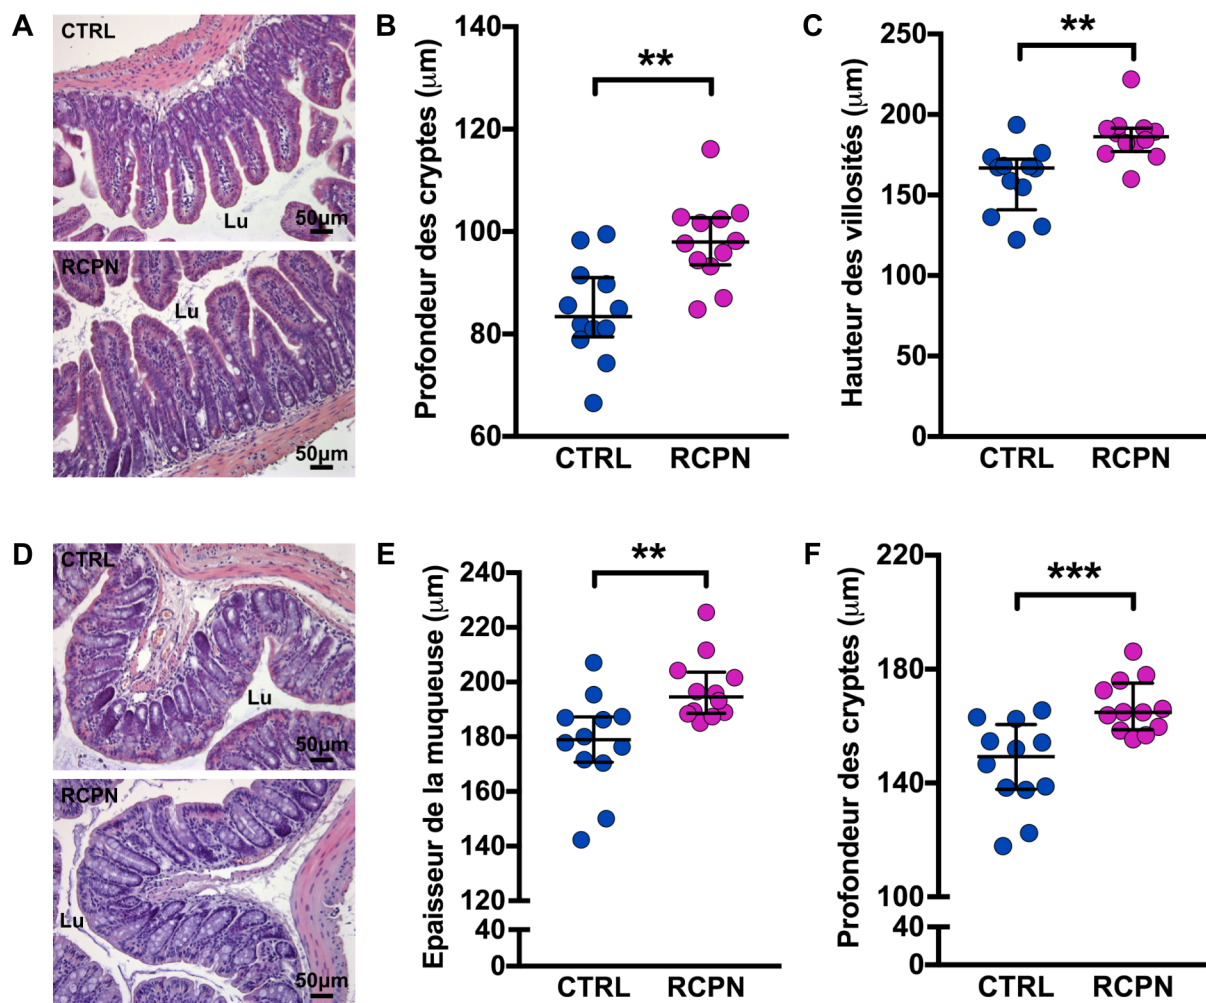 A
CTRL
Lu
50µm
RCPN
Lu
50µm
B
Profondeur des cryptes (µm)
140
120
100
80
60
**
CTRL
RCPN
C
Hauteur des villosités (µm)
250
200
150
100
50
0
**
CTRL
RCPN
D
CTRL
Lu
50µm
RCPN
Lu
50µm
E
Epaisseur de la muqueuse (µm)
240
220
200
180
160
140
120
40
0
**
CTRL
RCPN
F
Profondeur des cryptes (µm)
220
180
140
100
40
0
***
CTRL
RCPN